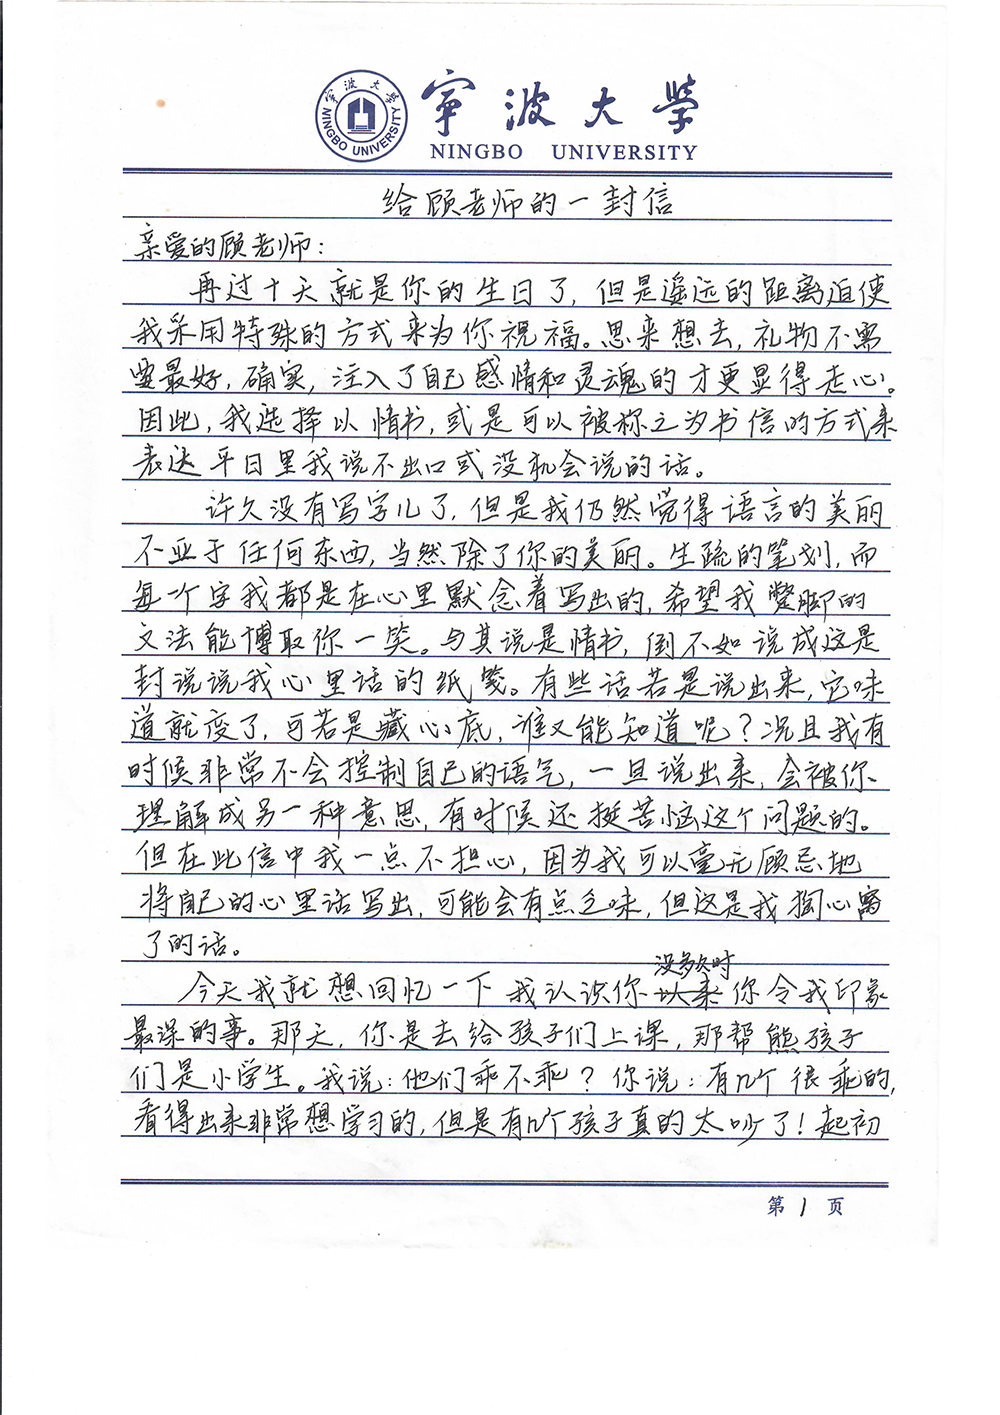 宁波大学
NINGBO UNIVERSITY
宁波大学
NINGBO UNIVERSITY
给顾老师的一封信
亲爱的顾老师：
再过十天就是你的生日了，但是遥远的距离迫使
我采用特殊的方式来为你祝福。思来想去，礼物不需
要最好，确实，注入了自己感情和灵魂的才更显得走心。
因此，我选择以情书，或是可以被称之为书信的方式来
表达平日里我说不出口或没机会说的话。
许久没有写字儿了，但是我仍然觉得语言的美丽
不亚于任何东西，当然除了你的美丽。生疏的笔划，而
每一个字我都是在心里默念着写出的，希望我蹩脚的
文法能博取你一笑。与其说是情书，倒不如说成这是
封说说我心里话的纸笺。有些话若是说出来，它味
道就变了，可若是藏心底，谁又能知道呢？况且我有
时候非常不会控制自己的语气，一旦说出来，会被你
理解成另一种意思，有时候还挺苦恼这个问题的。
但在此信中我一点不担心，因为我可以毫无顾忌地
将自己的心里话写出，可能会有点乏味，但这是我掏心窝
了的话。
没多久时
今天我就想回忆一下我认识你以来你令我印象
最深的事。那天，你是去给孩子们上课，那帮熊孩子
们是小学生。我说：他们乖不乖？你说：有几个很乖的，
看得出来非常想学习的，但是有几个孩子真的太吵了！起初
第1页